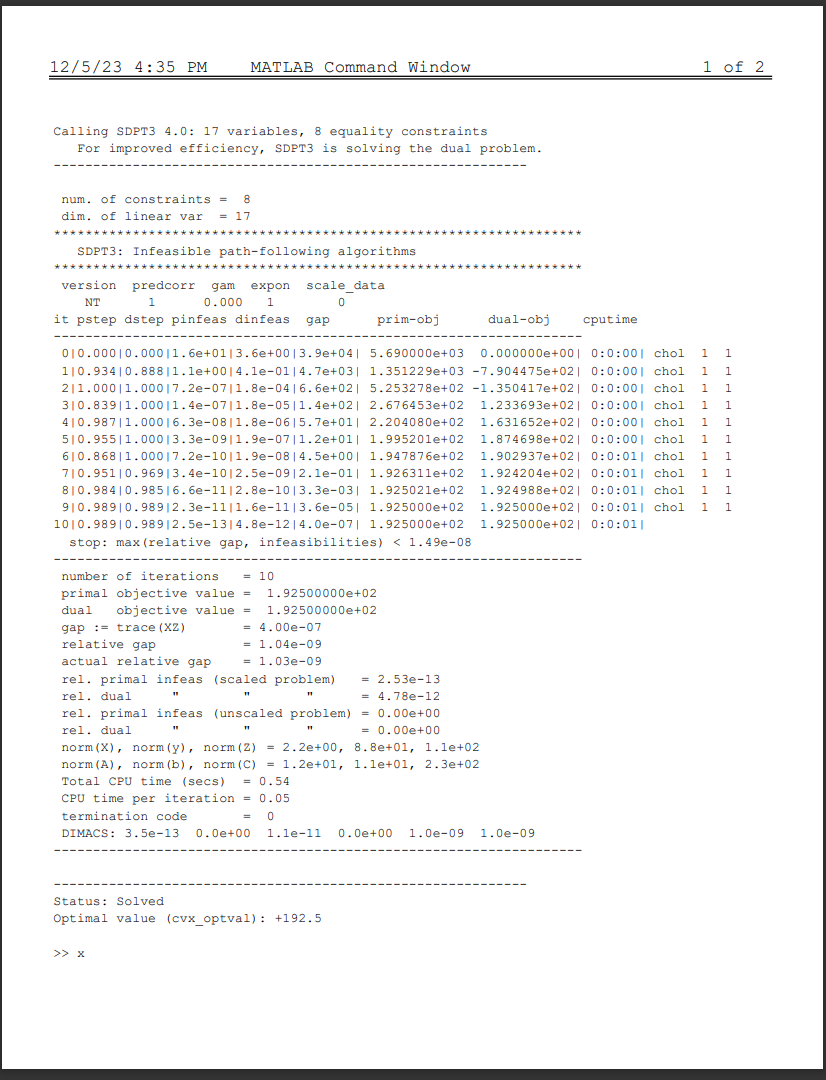 12/5/23 4:35 PM    MATLAB Command Window    1 of 2
Calling SDPT3 4.0: 17 variables, 8 equality constraints
   For improved efficiency, SDPT3 is solving the dual problem.
------------------------------------------------------------
 num. of constraints =  8
 dim. of linear var  = 17
*******************************************************************
   SDPT3: Infeasible path-following algorithms
*******************************************************************
 version  predcorr  gam  expon  scale_data
    NT      1      0.000   1        0
it pstep dstep pinfeas dinfeas  gap      prim-obj      dual-obj    cputime
-------------------------------------------------------------------
 0|0.000|0.000|1.6e+01|3.6e+00|3.9e+04| 5.690000e+03  0.000000e+00| 0:0:00| chol  1  1
 1|0.934|0.888|1.1e+00|4.1e-01|4.7e+03| 1.351229e+03 -7.904475e+02| 0:0:00| chol  1  1
 2|1.000|1.000|7.2e-07|1.8e-04|6.6e+02| 5.253278e+02 -1.350417e+02| 0:0:00| chol  1  1
 3|0.839|1.000|1.4e-07|1.8e-05|1.4e+02| 2.676453e+02  1.233693e+02| 0:0:00| chol  1  1
 4|0.987|1.000|6.3e-08|1.8e-06|5.7e+01| 2.204080e+02  1.631652e+02| 0:0:00| chol  1  1
 5|0.955|1.000|3.3e-09|1.9e-07|1.2e+01| 1.995201e+02  1.874698e+02| 0:0:00| chol  1  1
 6|0.868|1.000|7.2e-10|1.9e-08|4.5e+00| 1.947876e+02  1.902937e+02| 0:0:01| chol  1  1
 7|0.951|0.969|3.4e-10|2.5e-09|2.1e-01| 1.926311e+02  1.924204e+02| 0:0:01| chol  1  1
 8|0.984|0.985|6.6e-11|2.8e-10|3.3e-03| 1.925021e+02  1.924988e+02| 0:0:01| chol  1  1
 9|0.989|0.989|2.3e-11|1.6e-11|3.6e-05| 1.925000e+02  1.925000e+02| 0:0:01| chol  1  1
10|0.989|0.989|2.5e-13|4.8e-12|4.0e-07| 1.925000e+02  1.925000e+02| 0:0:01|
  stop: max(relative gap, infeasibilities) < 1.49e-08
-------------------------------------------------------------------
 number of iterations   = 10
 primal objective value =  1.92500000e+02
 dual   objective value =  1.92500000e+02
 gap := trace(XZ)       = 4.00e-07
 relative gap           = 1.04e-09
 actual relative gap    = 1.03e-09
 rel. primal infeas (scaled problem)   = 2.53e-13
 rel. dual     "        "       "      = 4.78e-12
 rel. primal infeas (unscaled problem) = 0.00e+00
 rel. dual     "        "       "      = 0.00e+00
 norm(X), norm(y), norm(Z) = 2.2e+00, 8.8e+01, 1.1e+02
 norm(A), norm(b), norm(C) = 1.2e+01, 1.1e+01, 2.3e+02
 Total CPU time (secs)  = 0.54
 CPU time per iteration = 0.05
 termination code       =  0
 DIMACS: 3.5e-13  0.0e+00  1.1e-11  0.0e+00  1.0e-09  1.0e-09
-------------------------------------------------------------------
------------------------------------------------------------
Status: Solved
Optimal value (cvx_optval): +192.5
>> x